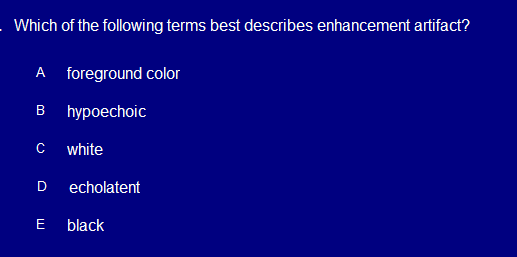 . Which of the following terms best describes enhancement artifact?
A foreground color
B hypoechoic
C white
D echolatent
E black